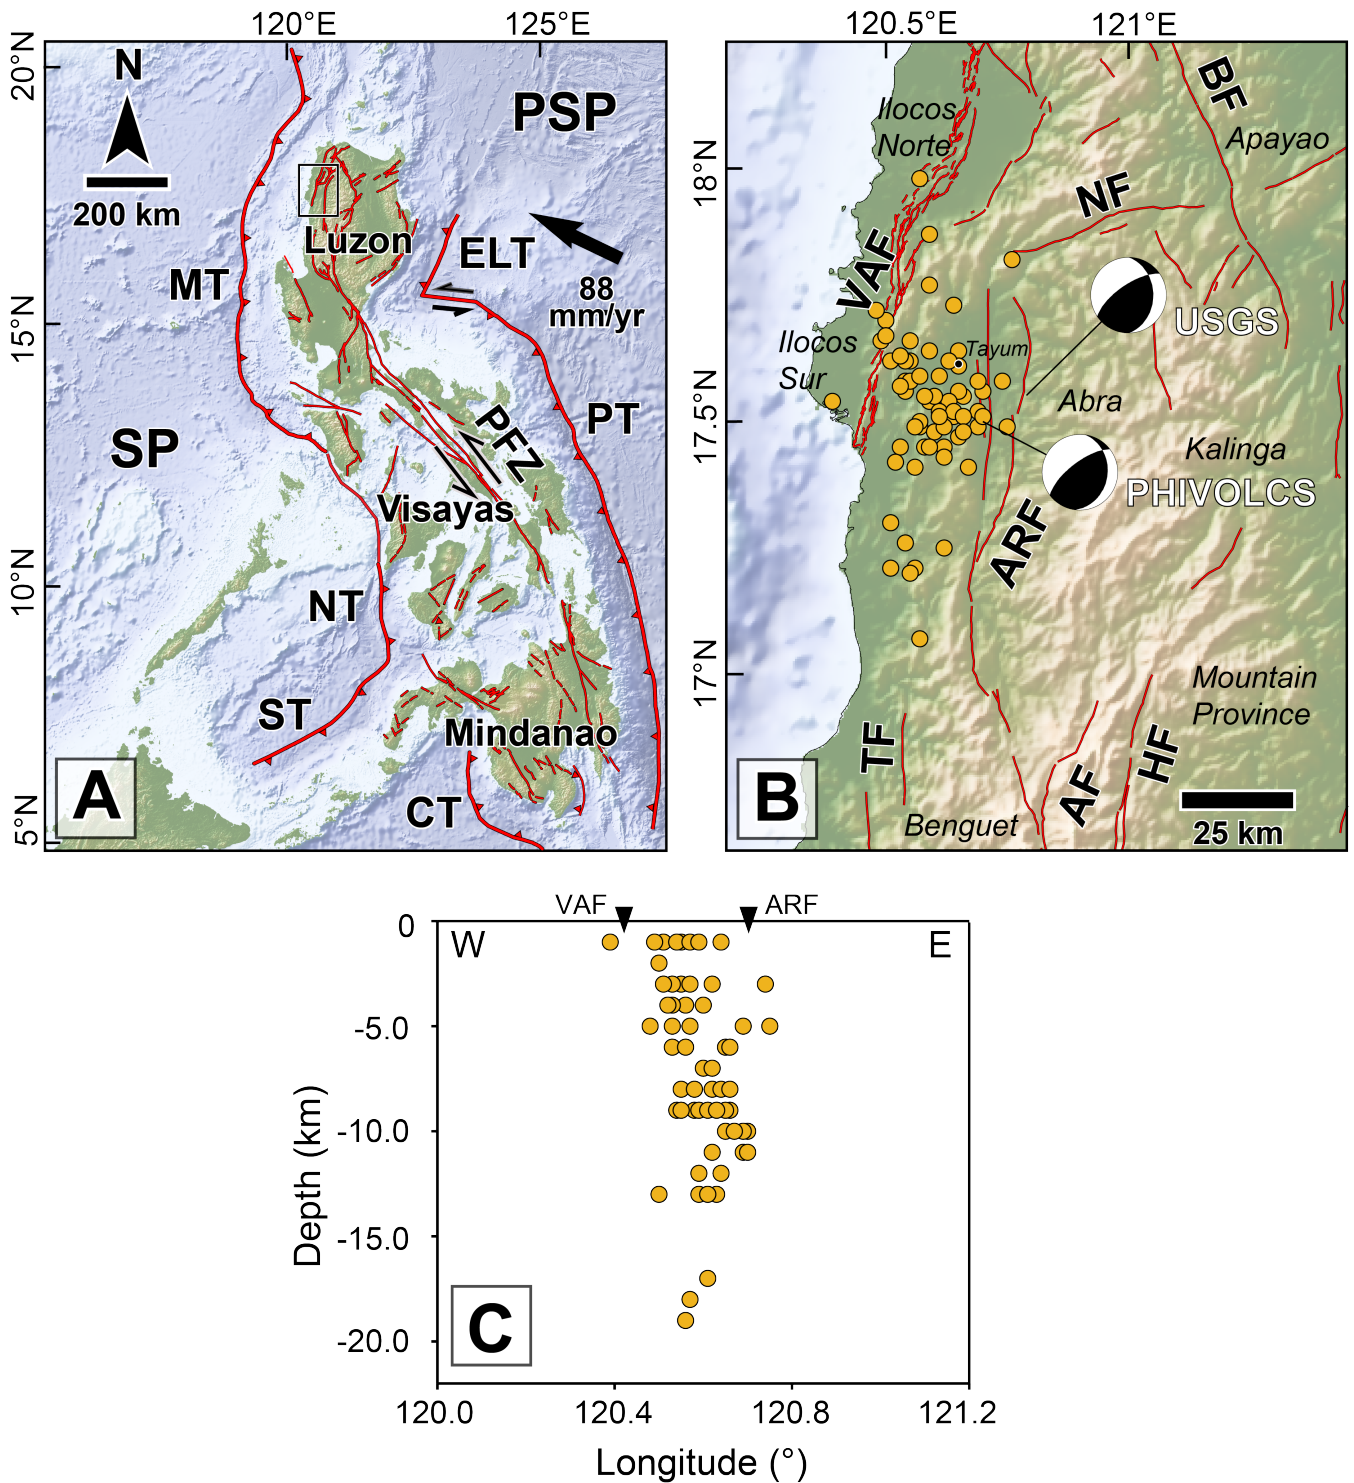 120°E
125°E
20°N
15°N
10°N
5°N
N
200 km
PSP
Luzon
ELT
MT
88
mm/yr
SP
PFZ
PT
Visayas
NT
ST
Mindanao
CT
A
120.5°E
121°E
18°N
17.5°N
17°N
Ilocos
Norte
BF
Apayao
NF
VAF
USGS
Ilocos
Sur
Tayum
Abra
Kalinga
PHIVOLCS
ARF
Mountain
Province
TF
HF
AF
B
Benguet
25 km
VAF
ARF
W
E
0
-5.0
-10.0
-15.0
-20.0
Depth (km)
C
120.0
120.4
120.8
121.2
Longitude (°)